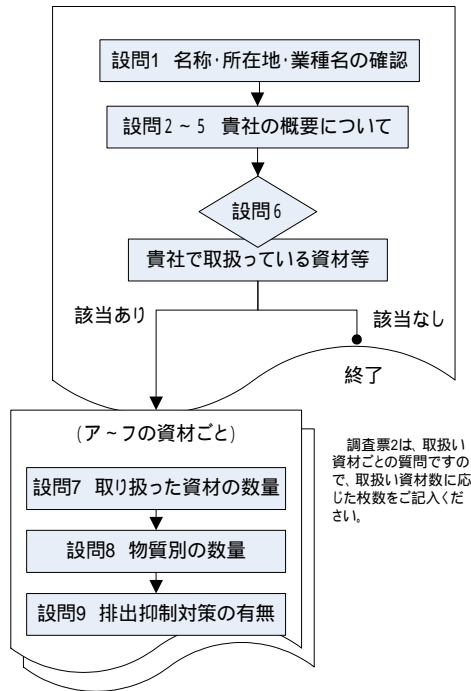 設問1 名称・所在地・業種名の確認
設問2~5 貴社の概要について
設問6
貴社で取扱っている資材等
該当あり
該当なし
終了
(ア~フの資材ごと)
設問7 取り扱った資材の数量
設問8 物質別の数量
設問9 排出抑制対策の有無
調査票2は、取扱い
資材ごとの質問ですの
で、取扱い資材数に応
じた枚数をご記入くだ
さい。